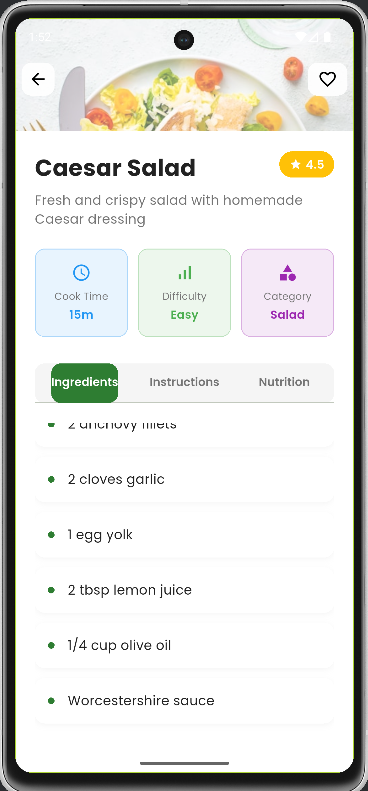 1:52
Caesar Salad
4.5
Fresh and crispy salad with homemade
Caesar dressing
Cook Time
Difficulty
Category
15m
Easy
Salad
Ingredients
Instructions
Nutrition
2 anchovy fillets
2 cloves garlic
1 egg yolk
2 tbsp lemon juice
1/4 cup olive oil
Worcestershire sauce